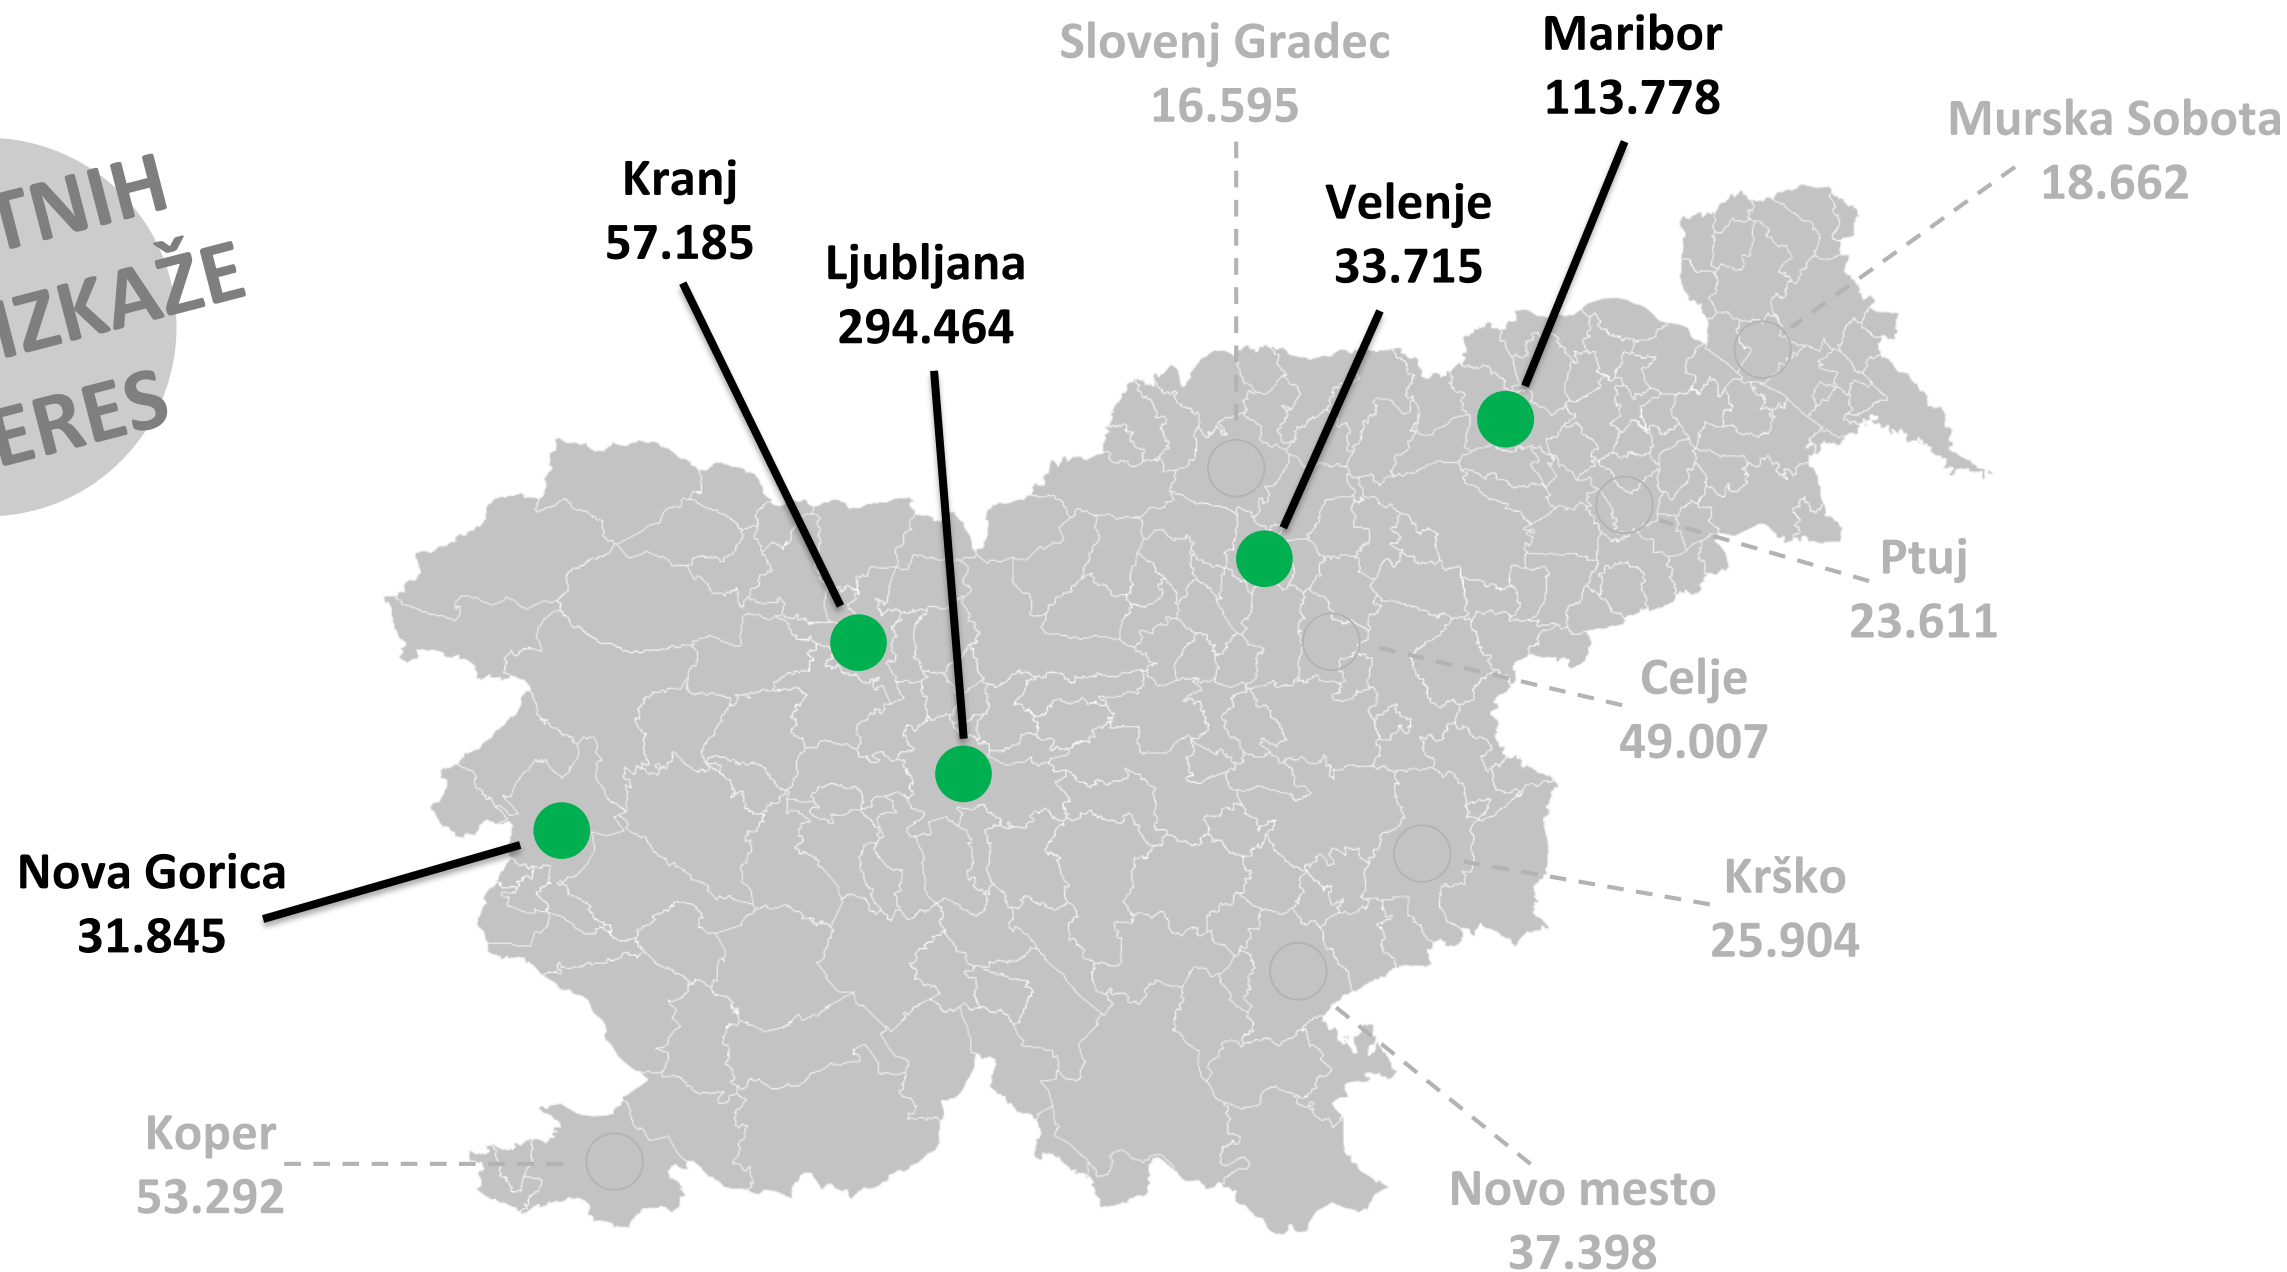 Slovenj Gradec
16.595
Maribor
113.778
Murska Sobota
18.662
Kranj
57.185
Velenje
33.715
Ljubljana
294.464
TNIH
IZKAŽE
ERES
Ptuj
23.611
Celje
49.007
Nova Gorica
31.845
Krško
25.904
Koper
53.292
Novo mesto
37.398